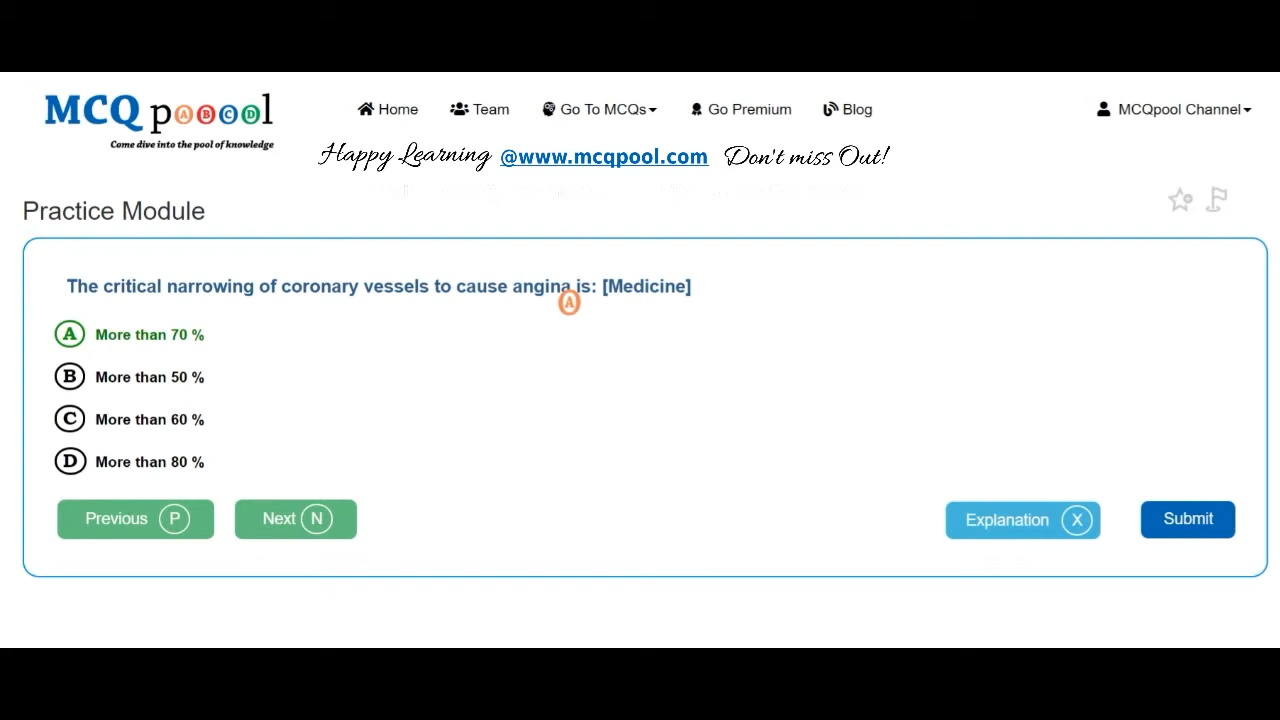 MCQ pooool
Come dive into the pool of knowledge
Home Team Go To MCQs Go Premium Blog MCQpool Channel
Happy Learning @www.mcqpool.com Don't miss Out!
Practice Module
The critical narrowing of coronary vessels to cause angina is: [Medicine]
A
A More than 70 %
B More than 50 %
C More than 60 %
D More than 80 %
Previous P Next N Explanation X Submit